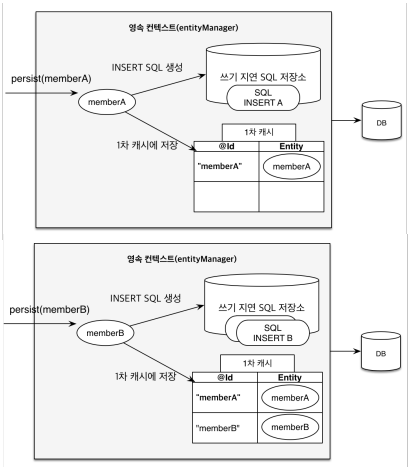 영속 컨텍스트(entityManager)
INSERT SQL 생성
persist(memberA)
memberA
쓰기 지연 SQL 저장소
SQL
INSERT A
DB
1차 캐시에 저장
1차 캐시
@Id Entity
"memberA" memberA
영속 컨텍스트(entityManager)
INSERT SQL 생성
persist(memberB)
memberB
쓰기 지연 SQL 저장소
SQL
INSERT B
DB
1차 캐시에 저장
1차 캐시
@Id Entity
"memberA" memberA
"memberB" memberB